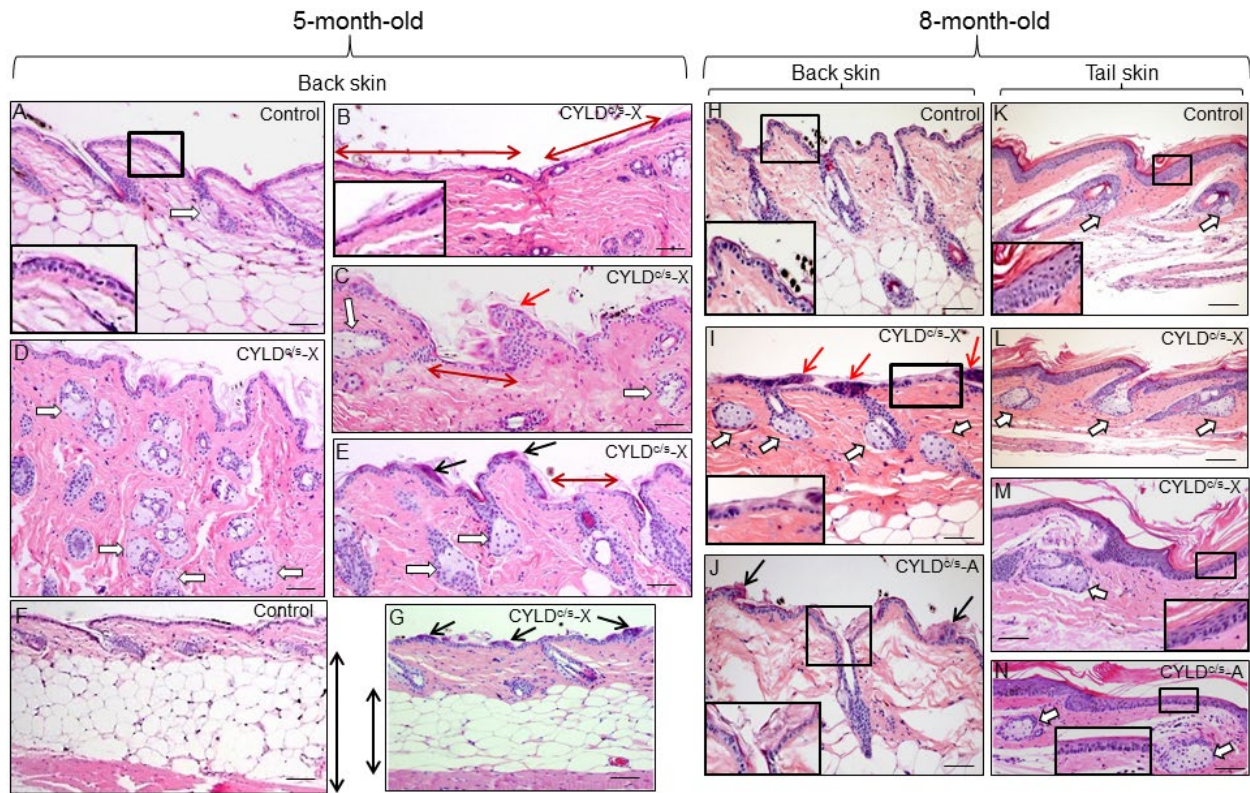 5-month-old
8-month-old
Back skin
Back skin
Tail skin
A
Control
B
CYLDc/s-X
C
CYLDc/s-X
D
CYLDc/s-X
E
CYLDc/s-X
F
Control
G
CYLDc/s-X
H
Control
I
CYLDc/s-X
J
CYLDc/s-A
K
Control
L
CYLDc/s-X
M
CYLDc/s-X
N
CYLDc/s-A